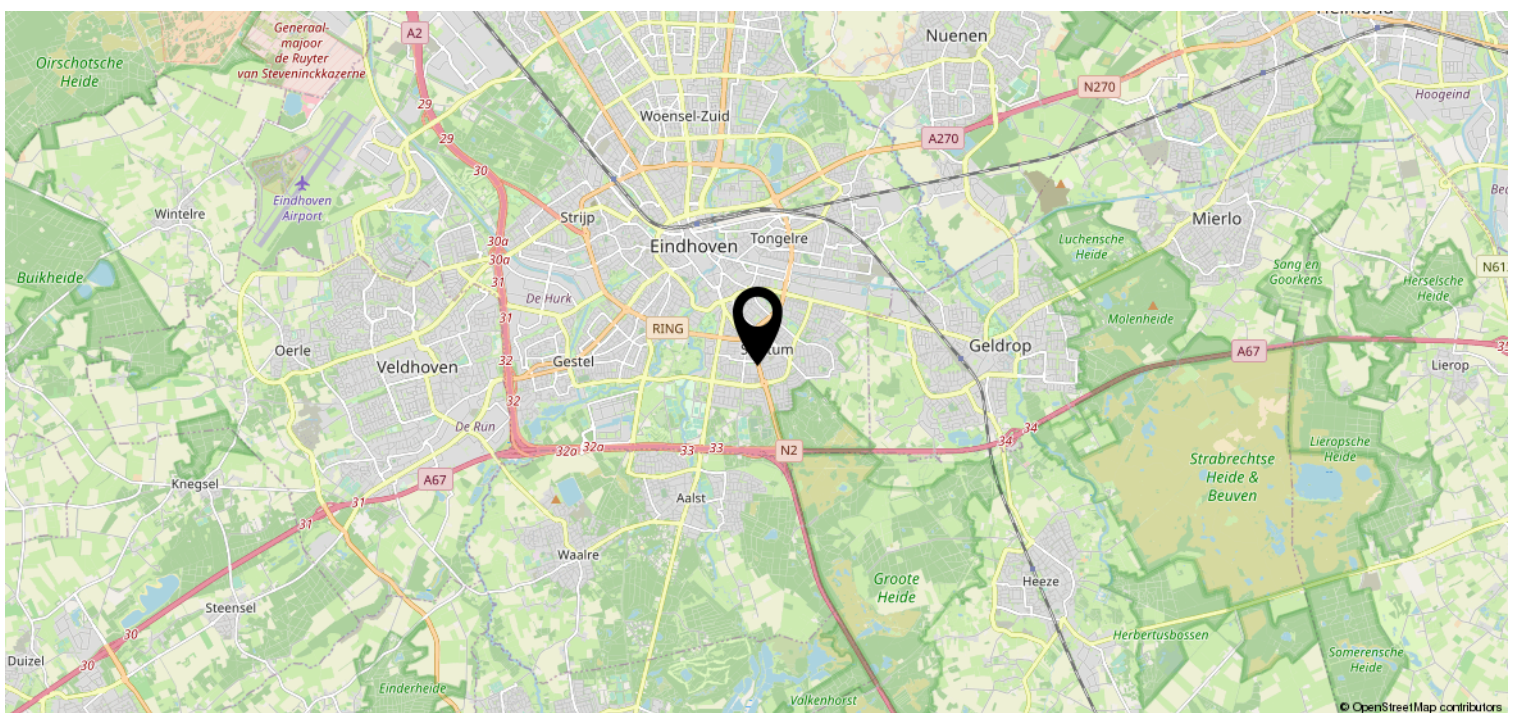 A2
Generaal-
majoor
de Ruyter
van Steveninckkazerne
Oirschotsche
Heide
Nuenen
29
N270
Hoogeind
Woensel-Zuid
29
A270
30
Eindhoven
Airport
Wintelre
Strijp
Mierlo
Eindhoven
Tongelre
30a
30a
Luchensche
Heide
Buikheide
Sang en
Goorkens
31
De Hurk
Herselsche
Heide
31
RING
Molenheide
Oerle
Gestel
Geldrop
A67
32
Veldhoven
Lierop
32
De Run
34
34
32a
32a
33
33
N2
Lieropsche
Heide
Strabrechtse
Heide &
Beuven
Knegsel
A67
Aalst
31
31
Waalre
Groote
Heide
Heeze
Steensel
30
Herbertusbossen
30
Duizel
Somerensche
Heide
Einderheide
Valkenhorst
© OpenStreetMap contributors